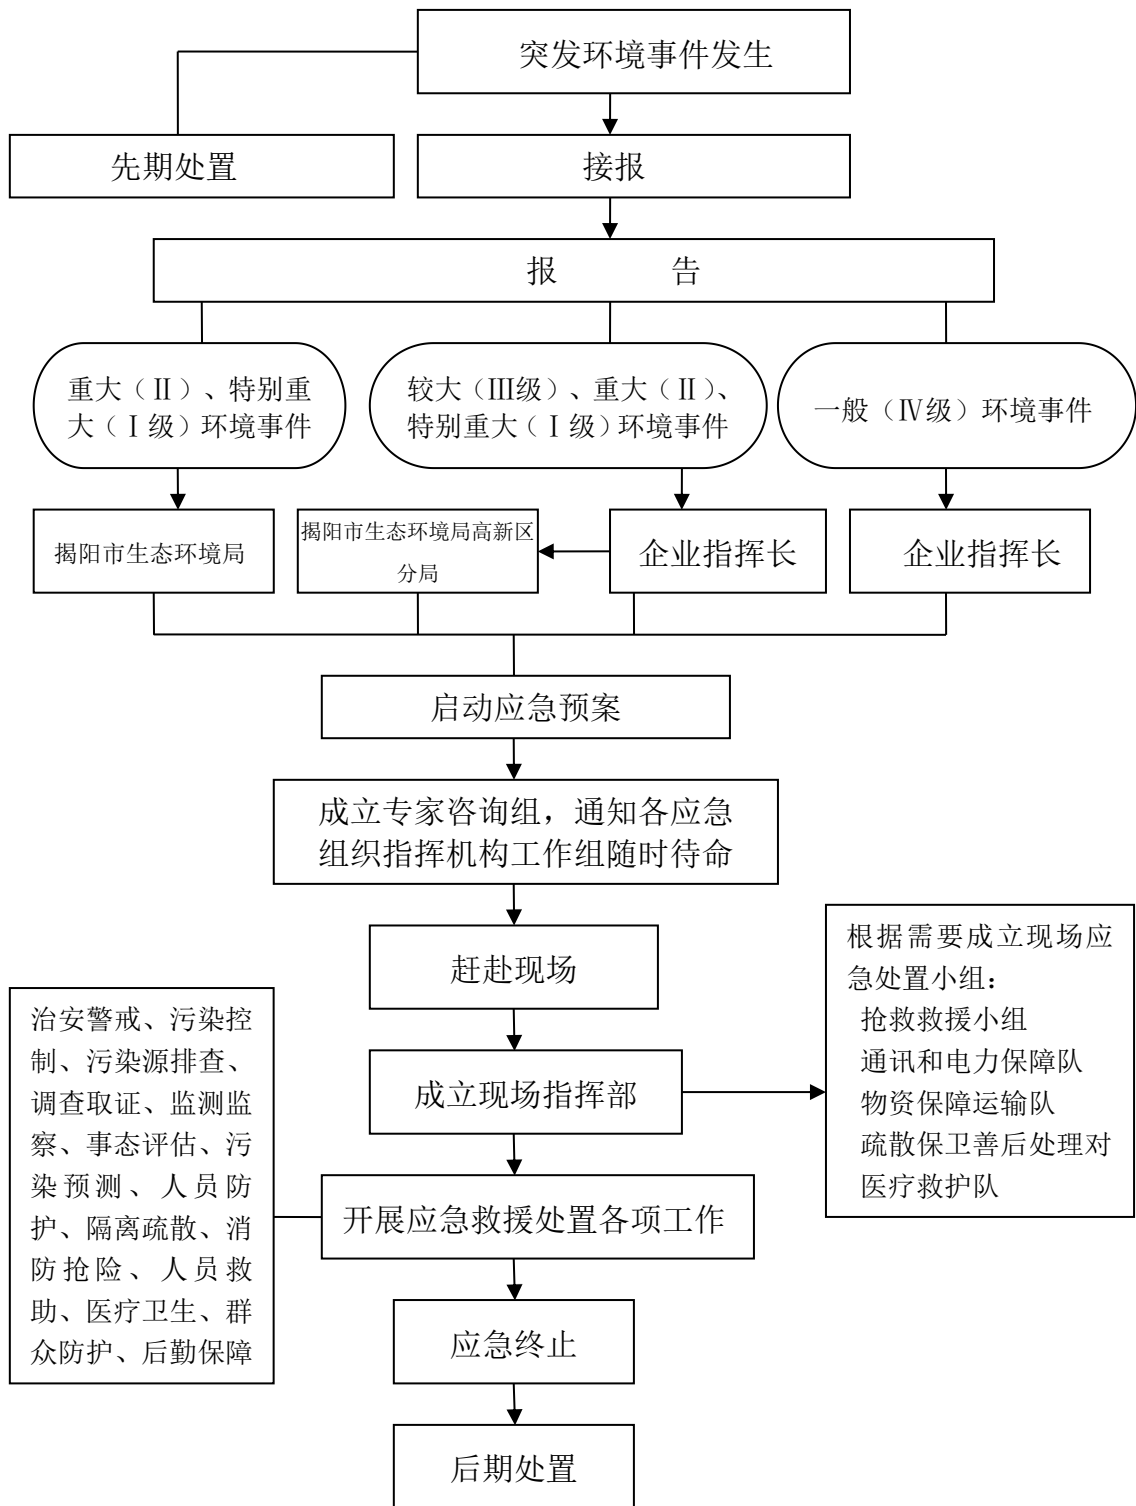 突发环境事件发生
先期处置
接报
报 告
重大（Ⅱ）、特别重
大（Ⅰ级）环境事件
较大（Ⅲ级）、重大（Ⅱ）、
特别重大（Ⅰ级）环境事件
一般（Ⅳ级）环境事件
揭阳市生态环境局
揭阳市生态环境局高新区
分局
企业指挥长
企业指挥长
启动应急预案
成立专家咨询组，通知各应急
组织指挥机构工作组随时待命
赶赴现场
根据需要成立现场应
急处置小组：
抢救救援小组
通讯和电力保障队
物资保障运输队
疏散保卫善后处理对
医疗救护队
治安警戒、污染控
制、污染源排查、
调查取证、监测监
察、事态评估、污
染预测、人员防
护、隔离疏散、消
防抢险、人员救
助、医疗卫生、群
众防护、后勤保障
成立现场指挥部
开展应急救援处置各项工作
应急终止
后期处置